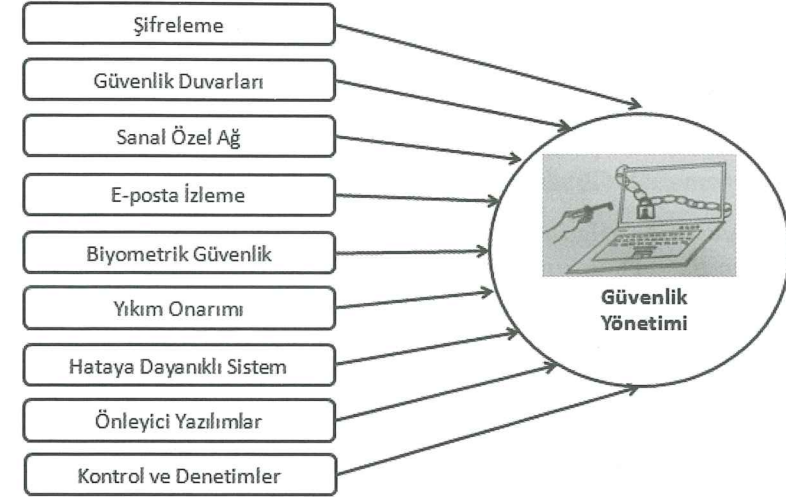 Şifreleme
Güvenlik Duvarları
Sanal Özel Ağ
E-posta İzleme
Biyometrik Güvenlik
Yıkım Onarımı
Hataya Dayanıklı Sistem
Önleyici Yazılımlar
Kontrol ve Denetimler
Güvenlik
Yönetimi